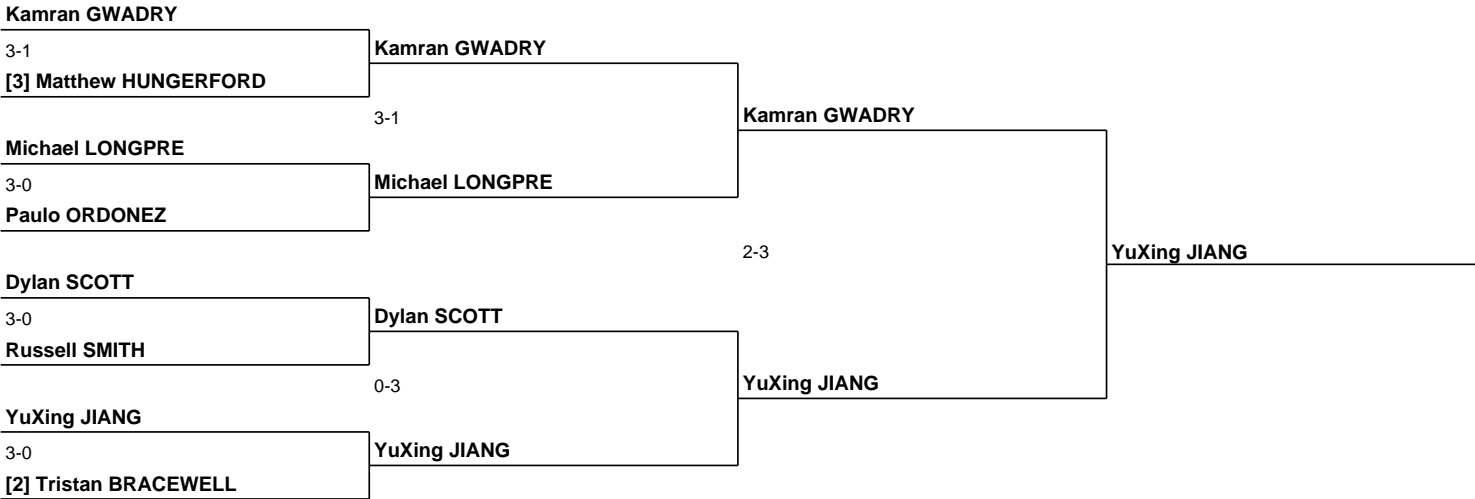 Kamran GWADRY
3-1
[3] Matthew HUNGERFORD
Michael LONGPRE
3-0
Paulo ORDONEZ
Dylan SCOTT
3-0
Russell SMITH
YuXing JIANG
3-0
[2] Tristan BRACEWELL
Kamran GWADRY
3-1
Michael LONGPRE
Dylan SCOTT
0-3
YuXing JIANG
Kamran GWADRY
2-3
YuXing JIANG
YuXing JIANG